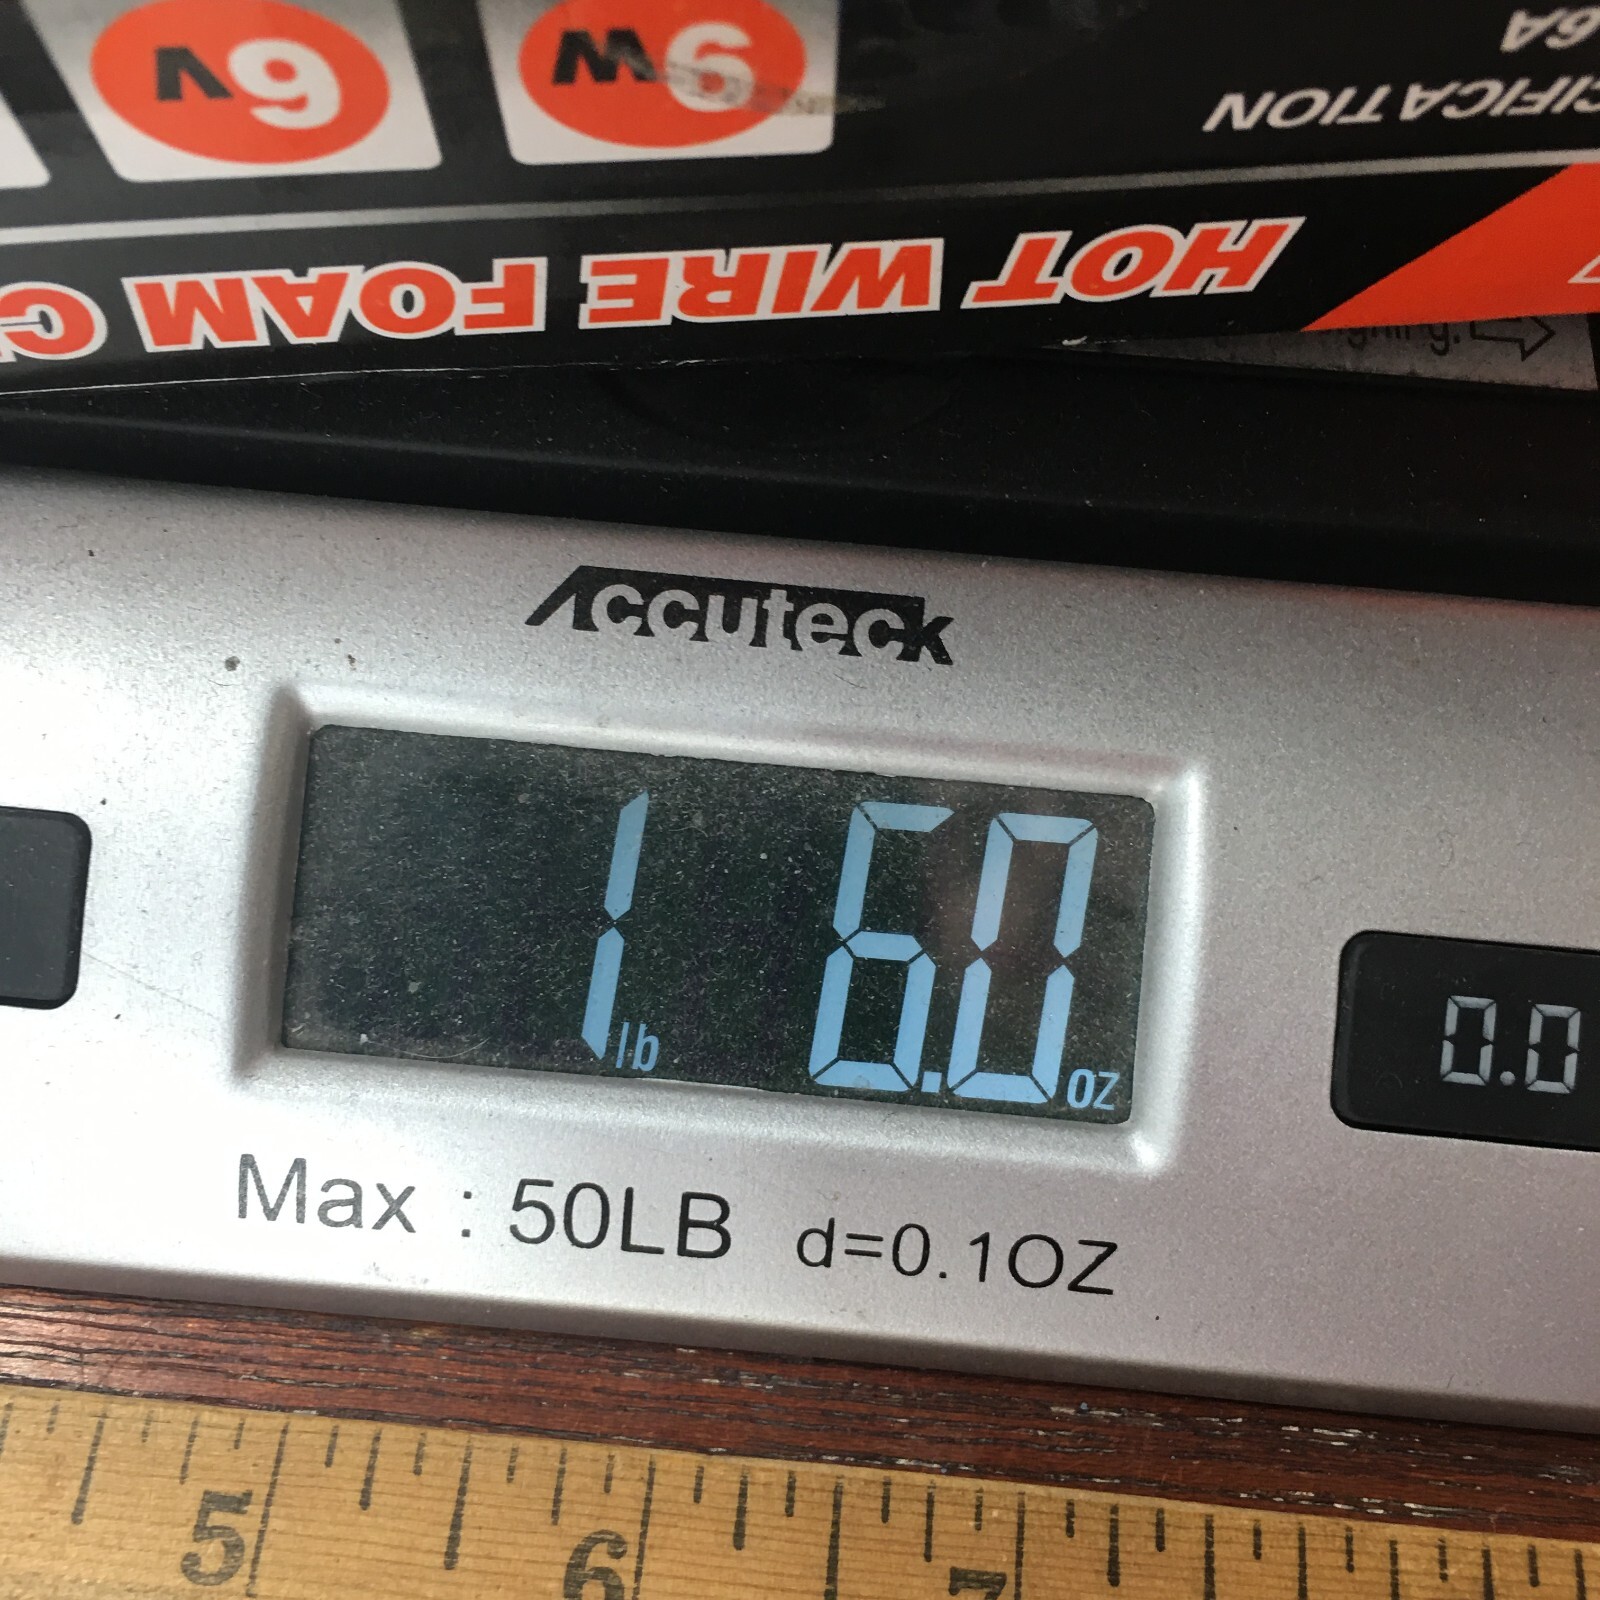 6V
9W
6A
CIFICATION
HOT WIRE FOAM C
Accuteck
1 lb 6.0 oz
0.0
Max : 50LB d=0.1OZ
5 6 7